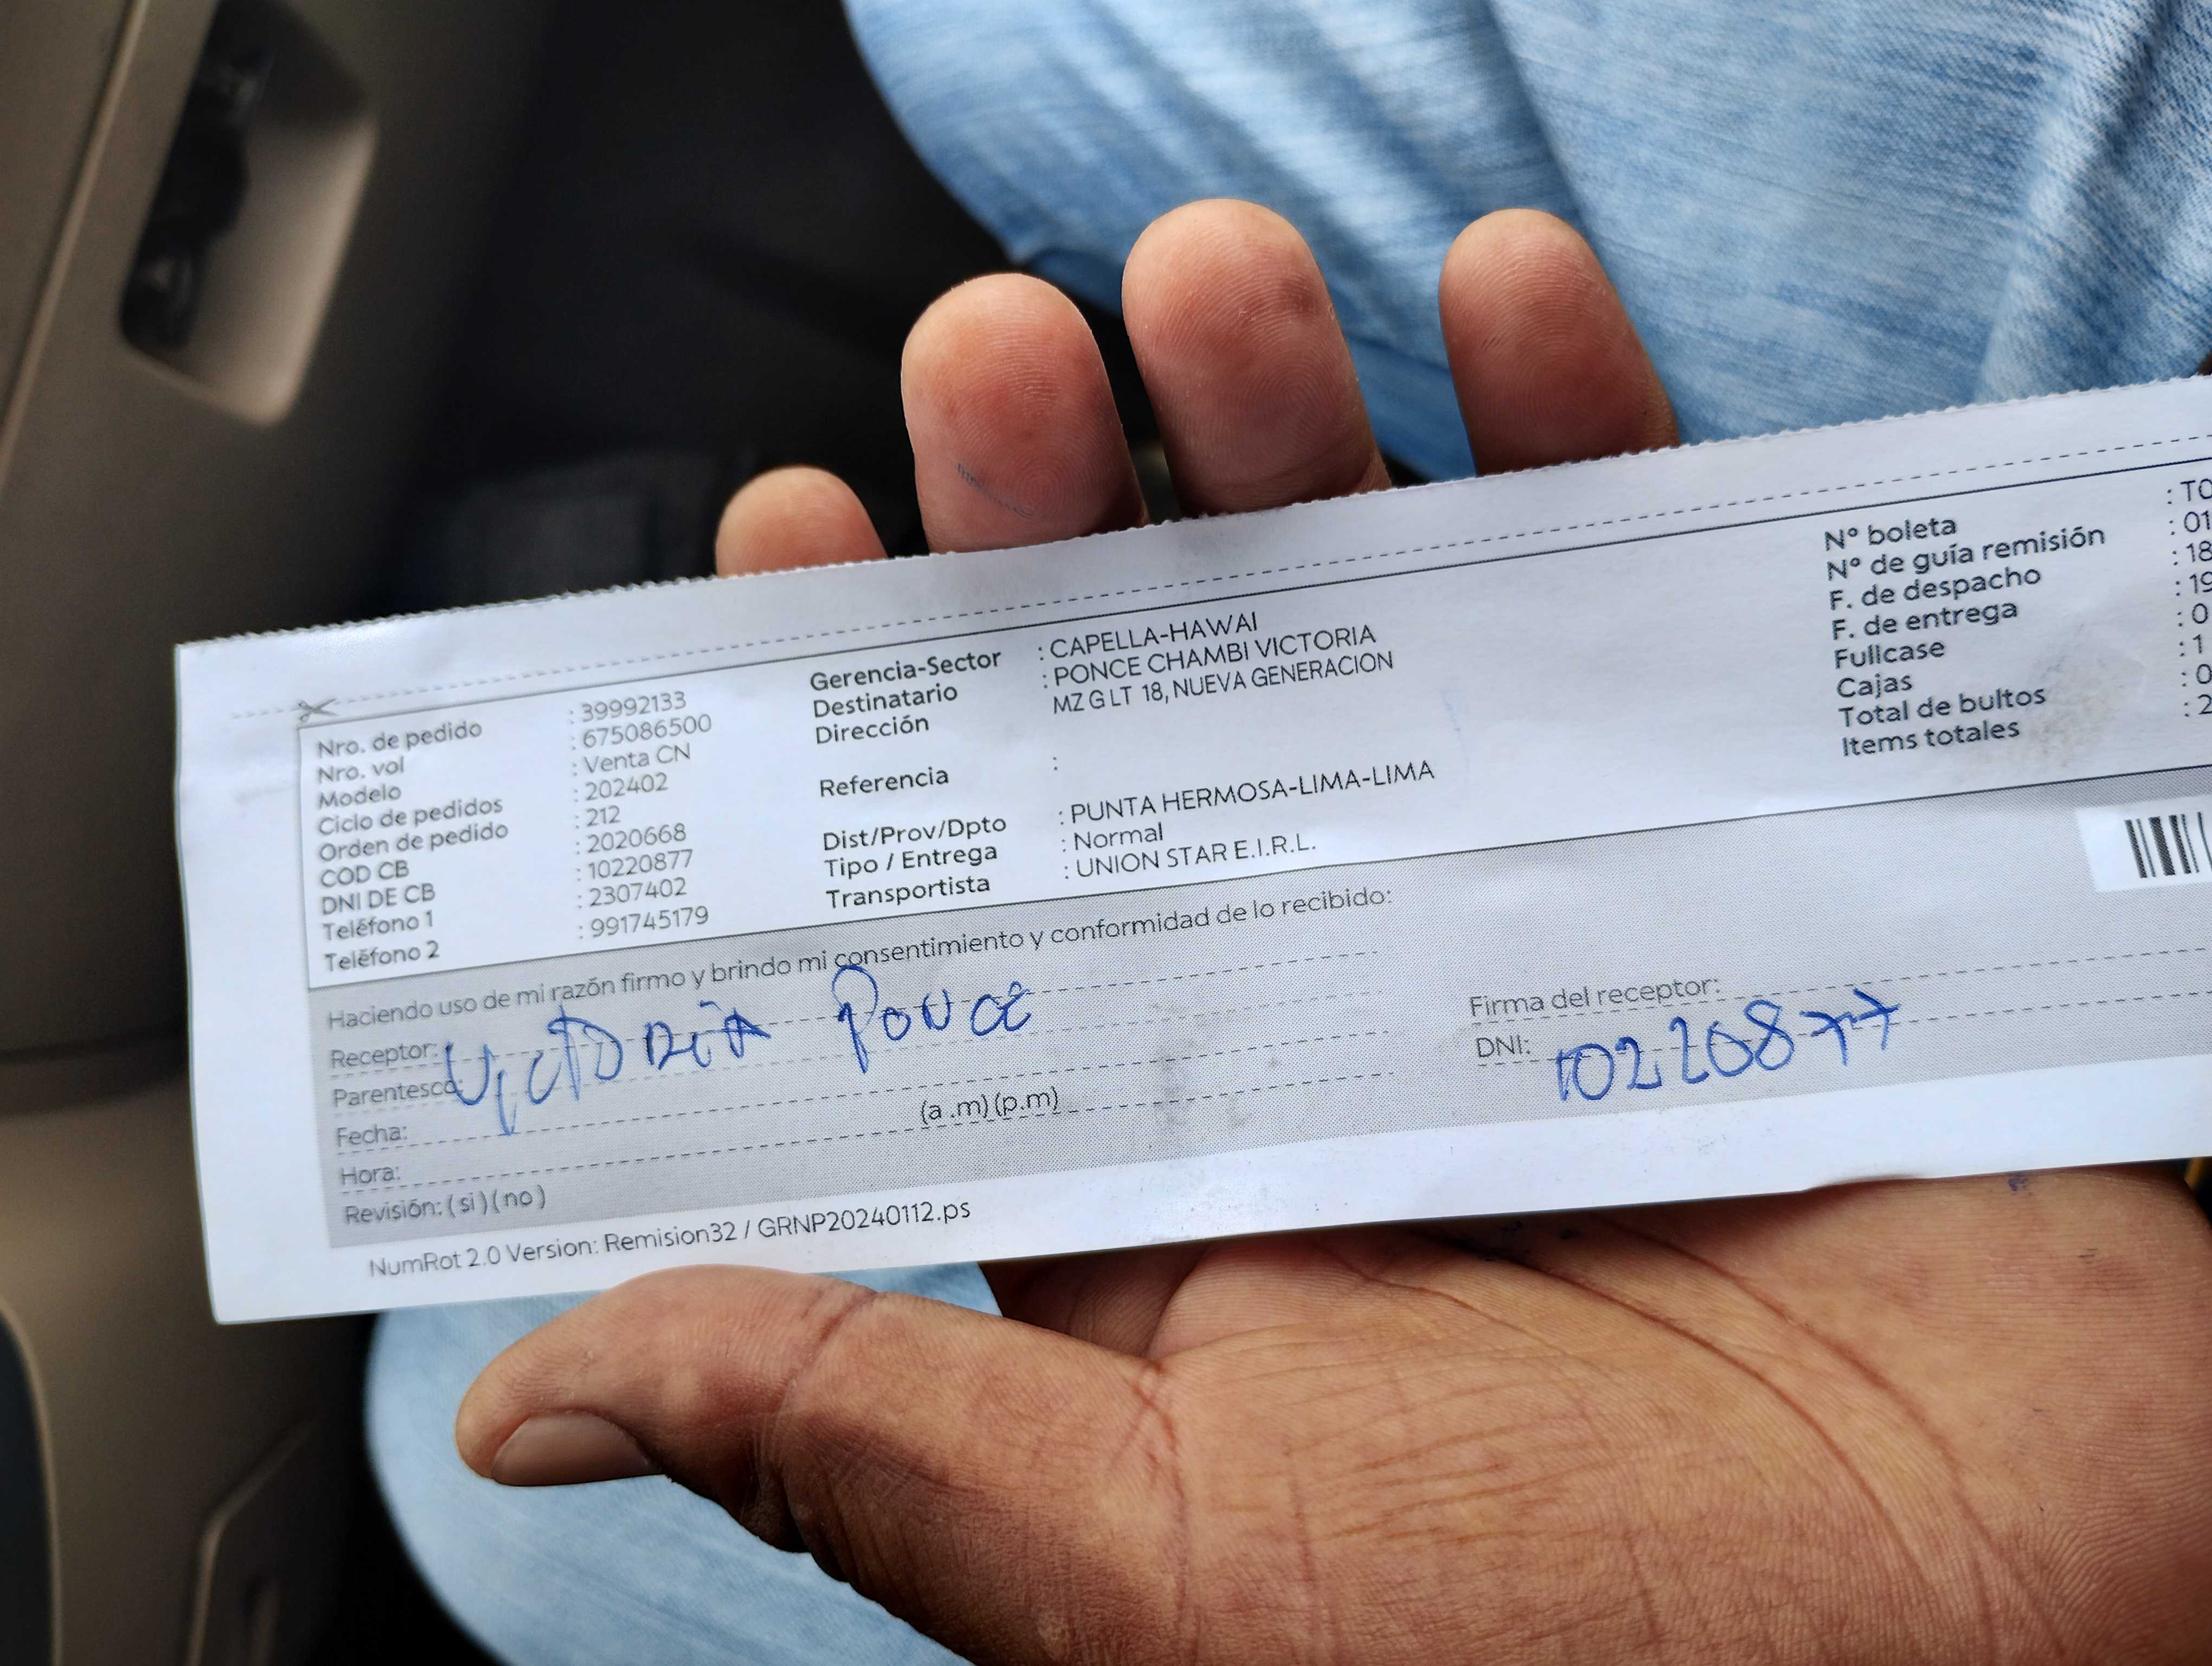 Nro. de pedido : 39992133
Nro. vol : 675086500
Modelo : Venta CN
Ciclo de pedidos : 202402
Orden de pedido : 212
COD CB : 2020668
DNI DE CB : 10220877
Teléfono 1 : 2307402
Teléfono 2 : 991745179
Gerencia-Sector : CAPELLA-HAWAI
Destinatario : PONCE CHAMBI VICTORIA
Dirección MZ G LT 18, NUEVA GENERACION
Referencia :
Dist/Prov/Dpto : PUNTA HERMOSA-LIMA-LIMA
Tipo / Entrega : Normal
Transportista : UNION STAR E.I.R.L.
N° boleta : TO
N° de guía remisión : 01
F. de despacho : 18
F. de entrega : 19
Fullcase : 0
Cajas : 1
Total de bultos : 0
Items totales : 2
Haciendo uso de mi razón firmo y brindo mi consentimiento y conformidad de lo recibido:
Receptor: VICTORIA PONCE
Parentesco:
Fecha:
Hora: (a .m) (p.m)
Revisión: ( si ) ( no )
Firma del receptor:
DNI: 10220877
NumRot 2.0 Version: Remision32 / GRNP20240112.ps